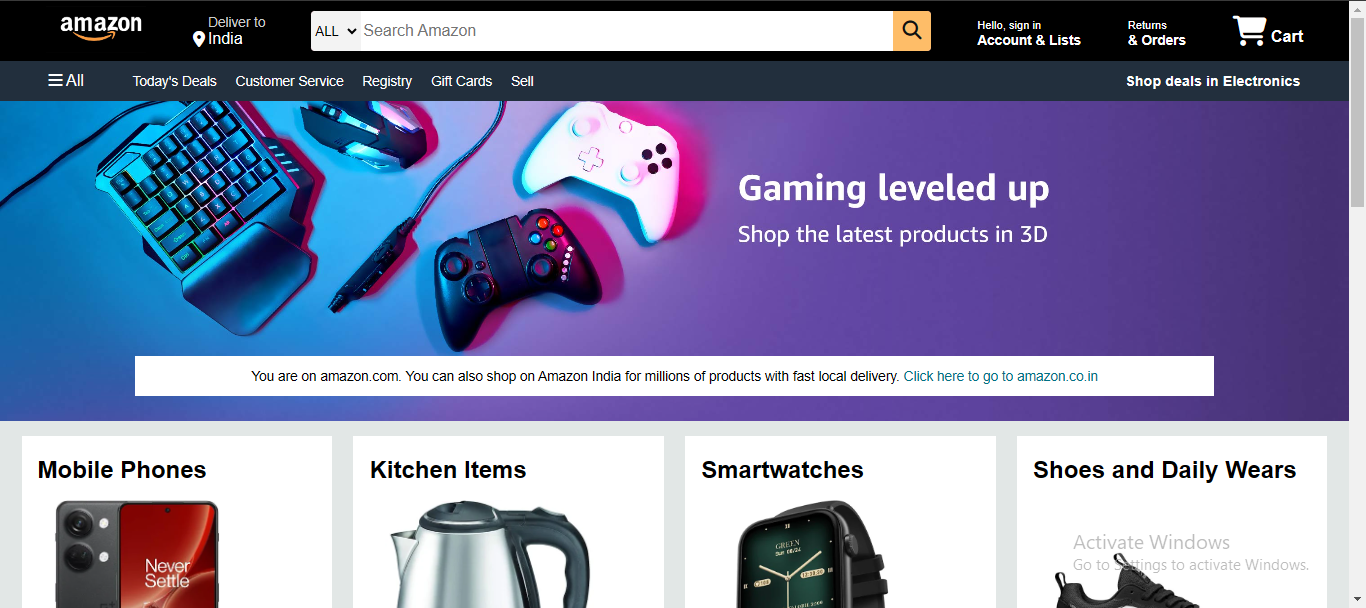 amazon
Deliver to
India
ALL
Search Amazon
Hello, sign in
Account & Lists
Returns
& Orders
Cart
All
Today's Deals
Customer Service
Registry
Gift Cards
Sell
Shop deals in Electronics
Gaming leveled up
Shop the latest products in 3D
You are on amazon.com. You can also shop on Amazon India for millions of products with fast local delivery. Click here to go to amazon.co.in
Mobile Phones
Kitchen Items
Smartwatches
Shoes and Daily Wears
Never
Settle
GREEN
Activate Windows
Go to Settings to activate Windows.